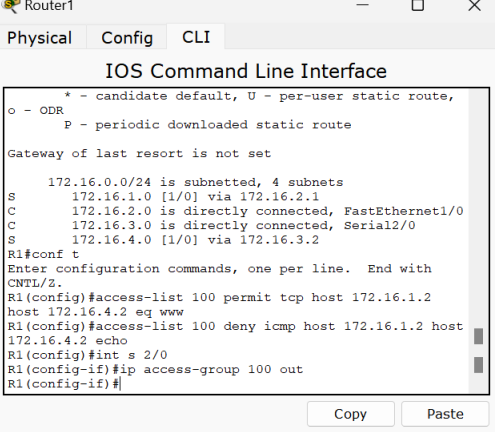 Router1
Physical Config CLI
IOS Command Line Interface
* - candidate default, U - per-user static route,
o - ODR
P - periodic downloaded static route
Gateway of last resort is not set
172.16.0.0/24 is subnetted, 4 subnets
S 172.16.1.0 [1/0] via 172.16.2.1
C 172.16.2.0 is directly connected, FastEthernet1/0
C 172.16.3.0 is directly connected, Serial2/0
S 172.16.4.0 [1/0] via 172.16.3.2
R1#conf t
Enter configuration commands, one per line. End with
CNTL/Z.
R1(config)#access-list 100 permit tcp host 172.16.1.2
host 172.16.4.2 eq www
R1(config)#access-list 100 deny icmp host 172.16.1.2 host
172.16.4.2 echo
R1(config)#int s 2/0
R1(config-if)#ip access-group 100 out
R1(config-if)#
Copy Paste